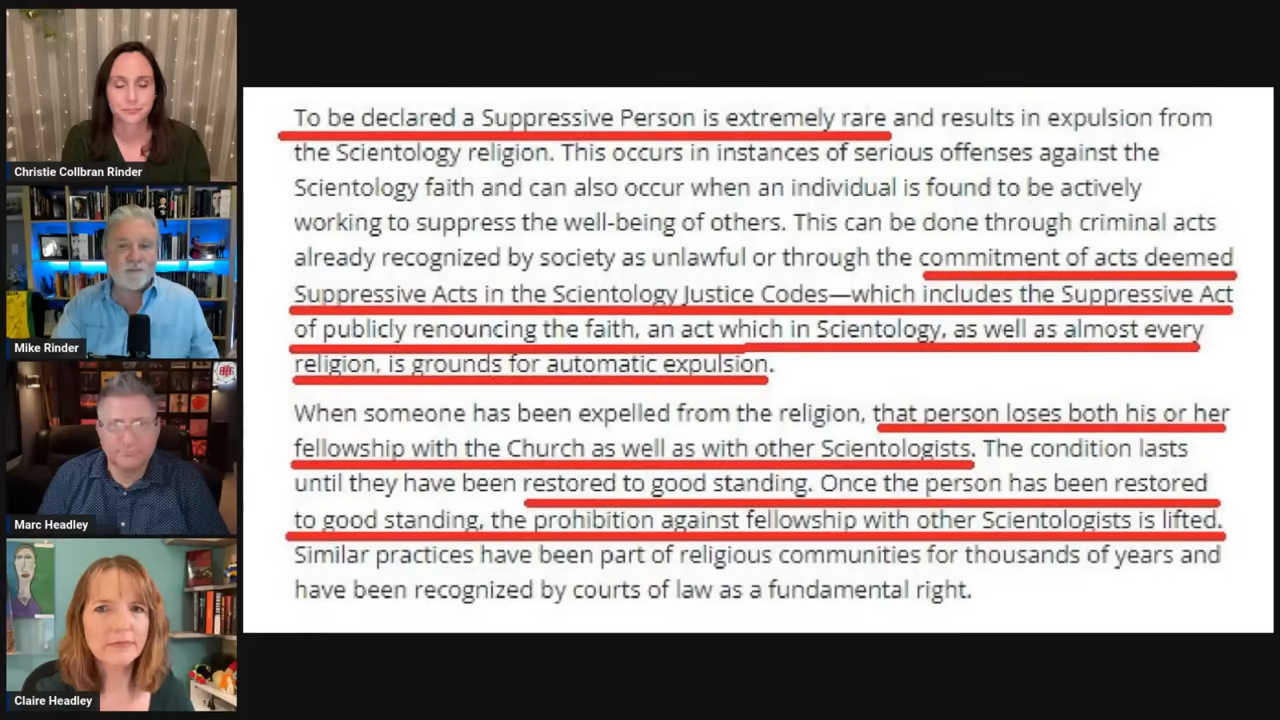 Christie Collbran Rinder
Mike Rinder
Marc Headley
Claire Headley
To be declared a Suppressive Person is extremely rare and results in expulsion from
the Scientology religion. This occurs in instances of serious offenses against the
Scientology faith and can also occur when an individual is found to be actively
working to suppress the well-being of others. This can be done through criminal acts
already recognized by society as unlawful or through the commitment of acts deemed
Suppressive Acts in the Scientology Justice Codes—which includes the Suppressive Act
of publicly renouncing the faith, an act which in Scientology, as well as almost every
religion, is grounds for automatic expulsion.
When someone has been expelled from the religion, that person loses both his or her
fellowship with the Church as well as with other Scientologists. The condition lasts
until they have been restored to good standing. Once the person has been restored
to good standing, the prohibition against fellowship with other Scientologists is lifted.
Similar practices have been part of religious communities for thousands of years and
have been recognized by courts of law as a fundamental right.